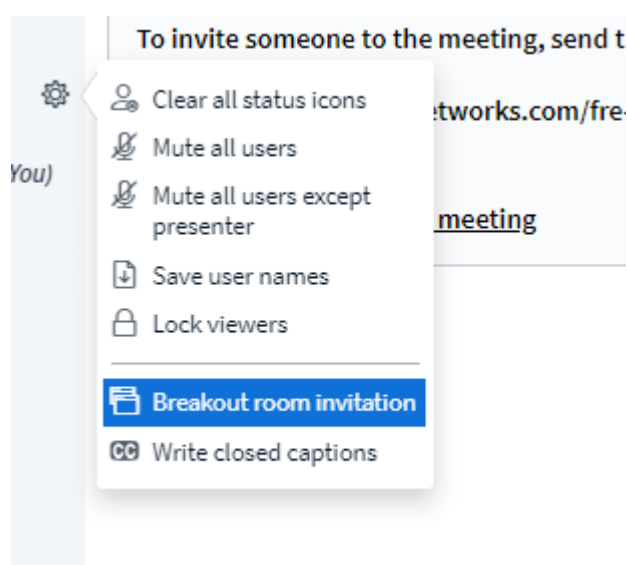 To invite someone to the meeting, send t
Clear all status icons
etworks.com/fre-
Mute all users
You)
Mute all users except
presenter
meeting
Save user names
Lock viewers
Breakout room invitation
CC Write closed captions